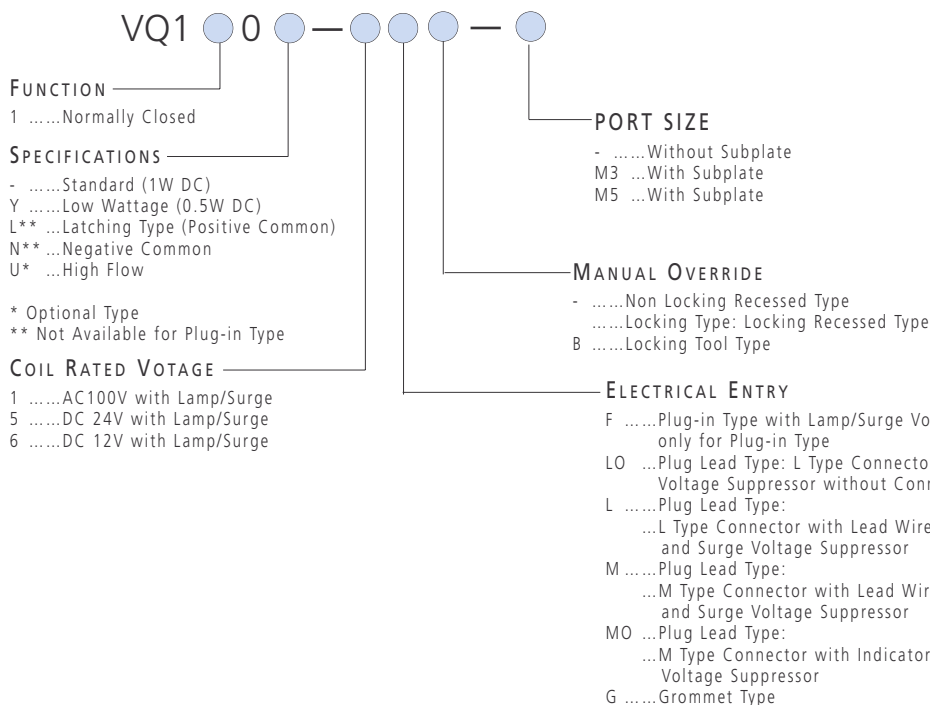 VQ1 0 — —
FUNCTION
1 ......Normally Closed
SPECIFICATIONS
- ......Standard (1W DC)
Y ......Low Wattage (0.5W DC)
L** ...Latching Type (Positive Common)
N** ...Negative Common
U* ...High Flow
* Optional Type
** Not Available for Plug-in Type
COIL RATED VOTAGE
1 ......AC100V with Lamp/Surge
5 ......DC 24V with Lamp/Surge
6 ......DC 12V with Lamp/Surge
PORT SIZE
- ......Without Subplate
M3 ...With Subplate
M5 ...With Subplate
MANUAL OVERRIDE
- ......Non Locking Recessed Type
......Locking Type: Locking Recessed Type
B ......Locking Tool Type
ELECTRICAL ENTRY
F ......Plug-in Type with Lamp/Surge
only for Plug-in Type
LO ...Plug Lead Type: L Type
Voltage Suppressor without
L ......Plug Lead Type:
...L Type Connector with Lead Wire
and Surge Voltage Suppressor
M ......Plug Lead Type:
...M Type Connector with Lead
and Surge Voltage Suppressor
MO ...Plug Lead Type:
...M Type Connector with Indicator
Voltage Suppressor
G ......Grommet Type